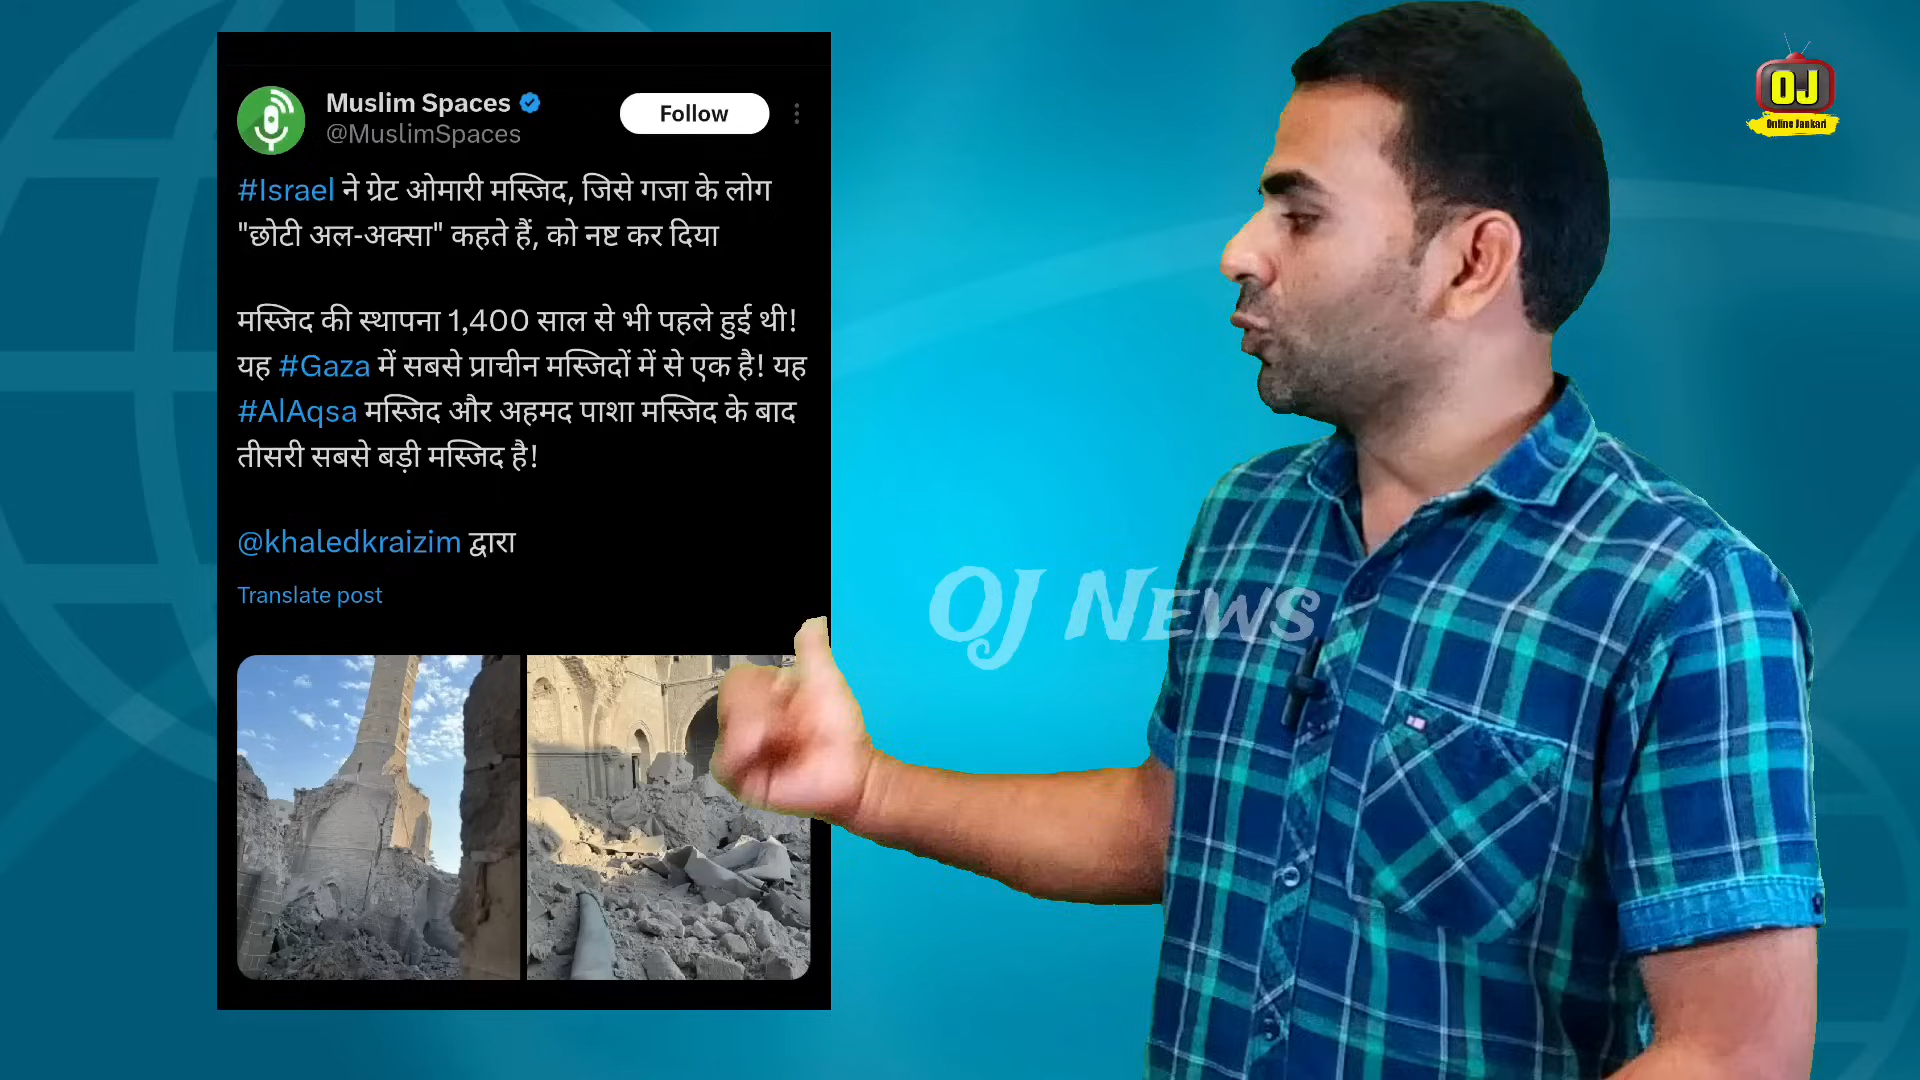 Muslim Spaces
@MuslimSpaces
Follow
#Israel ने ग्रेट ओमारी मस्जिद, जिसे गजा के लोग
"छोटी अल-अक्सा" कहते हैं, को नष्ट कर दिया
मस्जिद की स्थापना 1,400 साल से भी पहले हुई थी!
यह #Gaza में सबसे प्राचीन मस्जिदों में से एक है! यह
#AlAqsa मस्जिद और अहमद पाशा मस्जिद के बाद
तीसरी सबसे बड़ी मस्जिद है!
@khaledkraizim द्वारा
Translate post
OJ
Online Jankari
OJ News